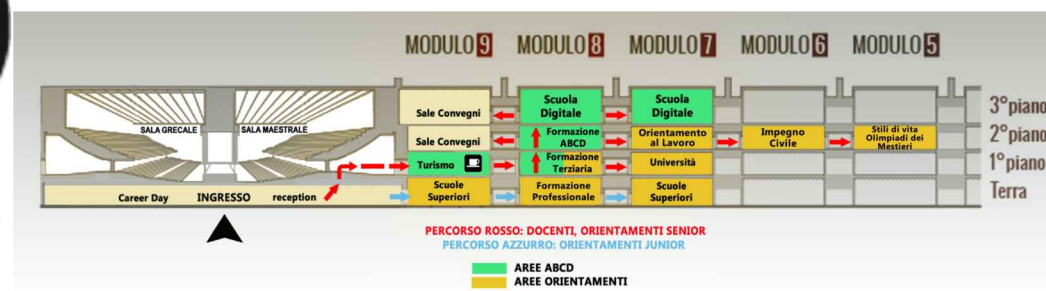 MODULO 9 MODULO 8 MODULO 7 MODULO 6 MODULO 5
Sale Convegni
Scuola
Digitale
Scuola
Digitale
3°piano
SALA GRECALE
SALA MAESTRALE
Sale Convegni
Formazione
ABCD
Orientamento
al Lavoro
Impegno
Civile
Stili di vita
Olimpiadi dei
Mestieri
2°piano
Turismo
Formazione
Terziaria
Università
1°piano
Career Day
INGRESSO
reception
Scuole
Superiori
Formazione
Professionale
Scuole
Superiori
Terra
PERCORSO ROSSO: DOCENTI, ORIENTAMENTI SENIOR
PERCORSO AZZURRO: ORIENTAMENTI JUNIOR
AREE ABCD
AREE ORIENTAMENTI